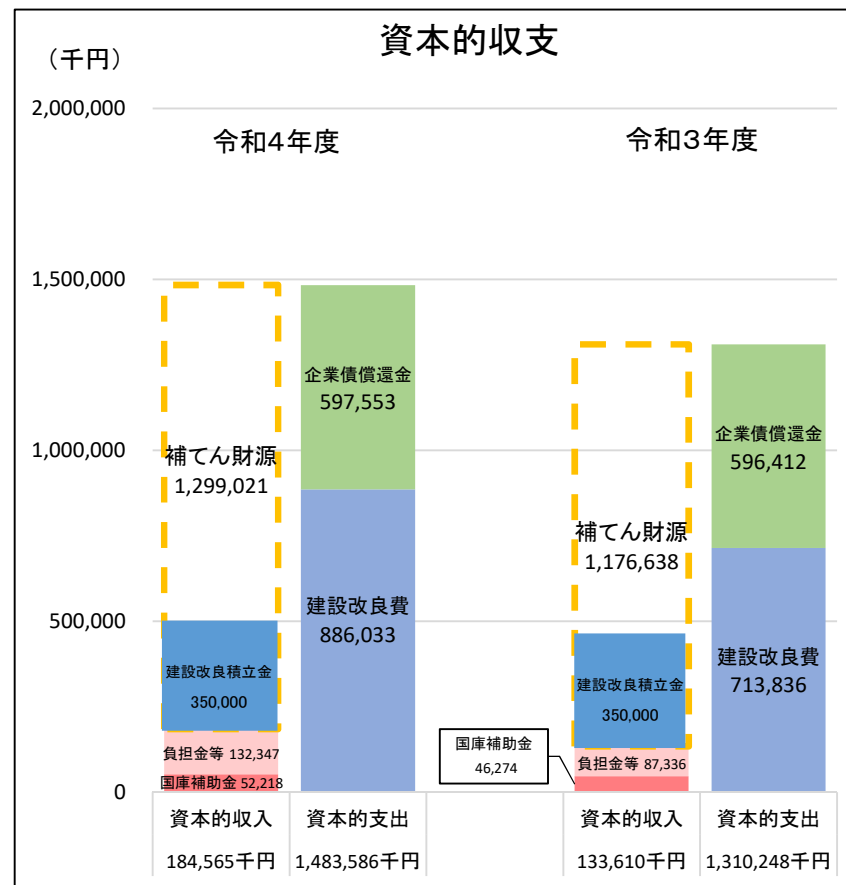 資本的収支
（千円）
2,000,000
1,500,000
1,000,000
500,000
0
令和４年度
補てん財源
1,299,021
建設改良積立金
350,000
負担金等 132,347
国庫補助金 52,218
企業債償還金
597,553
建設改良費
886,033
令和３年度
補てん財源
1,176,638
建設改良積立金
350,000
国庫補助金
46,274
負担金等 87,336
企業債償還金
596,412
建設改良費
713,836
資本的収入
184,565千円
資本的支出
1,483,586千円
資本的収入
133,610千円
資本的支出
1,310,248千円